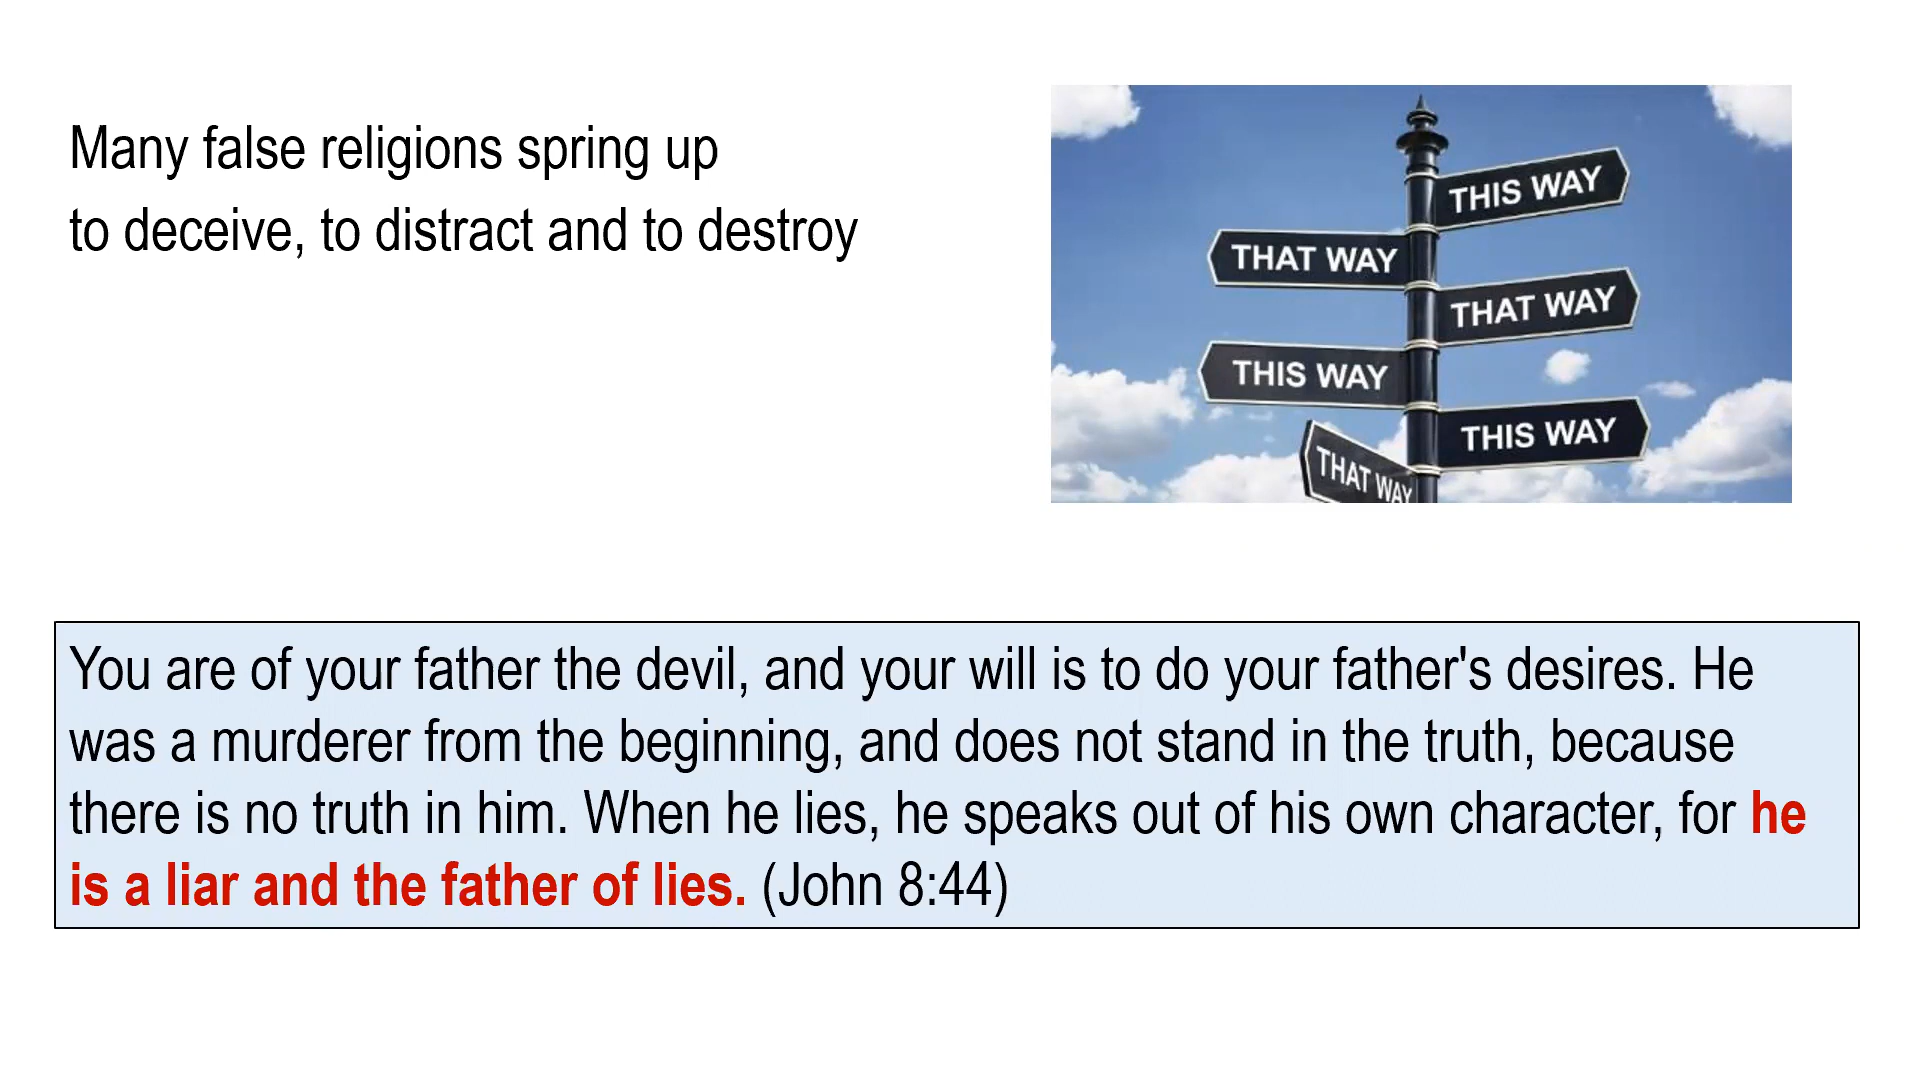 Many false religions spring up
to deceive, to distract and to destroy
THIS WAY
THAT WAY
THAT WAY
THIS WAY
THIS WAY
THAT WAY
You are of your father the devil, and your will is to do your father's desires. He
was a murderer from the beginning, and does not stand in the truth, because
there is no truth in him. When he lies, he speaks out of his own character, for he
is a liar and the father of lies. (John 8:44)